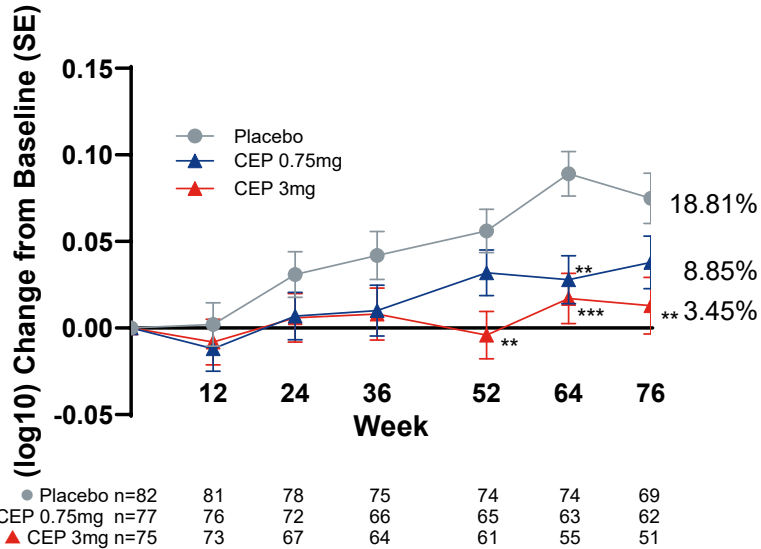 (log10) Change from Baseline (SE)
0.15
0.10
0.05
0.00
-0.05
Placebo
CEP 0.75mg
CEP 3mg
18.81%
8.85%
3.45%
**
**
***
**
12 24 36 52 64 76
Week
Placebo n=82 81 78 75 74 74 69
CEP 0.75mg n=77 76 72 66 65 63 62
CEP 3mg n=75 73 67 64 61 55 51